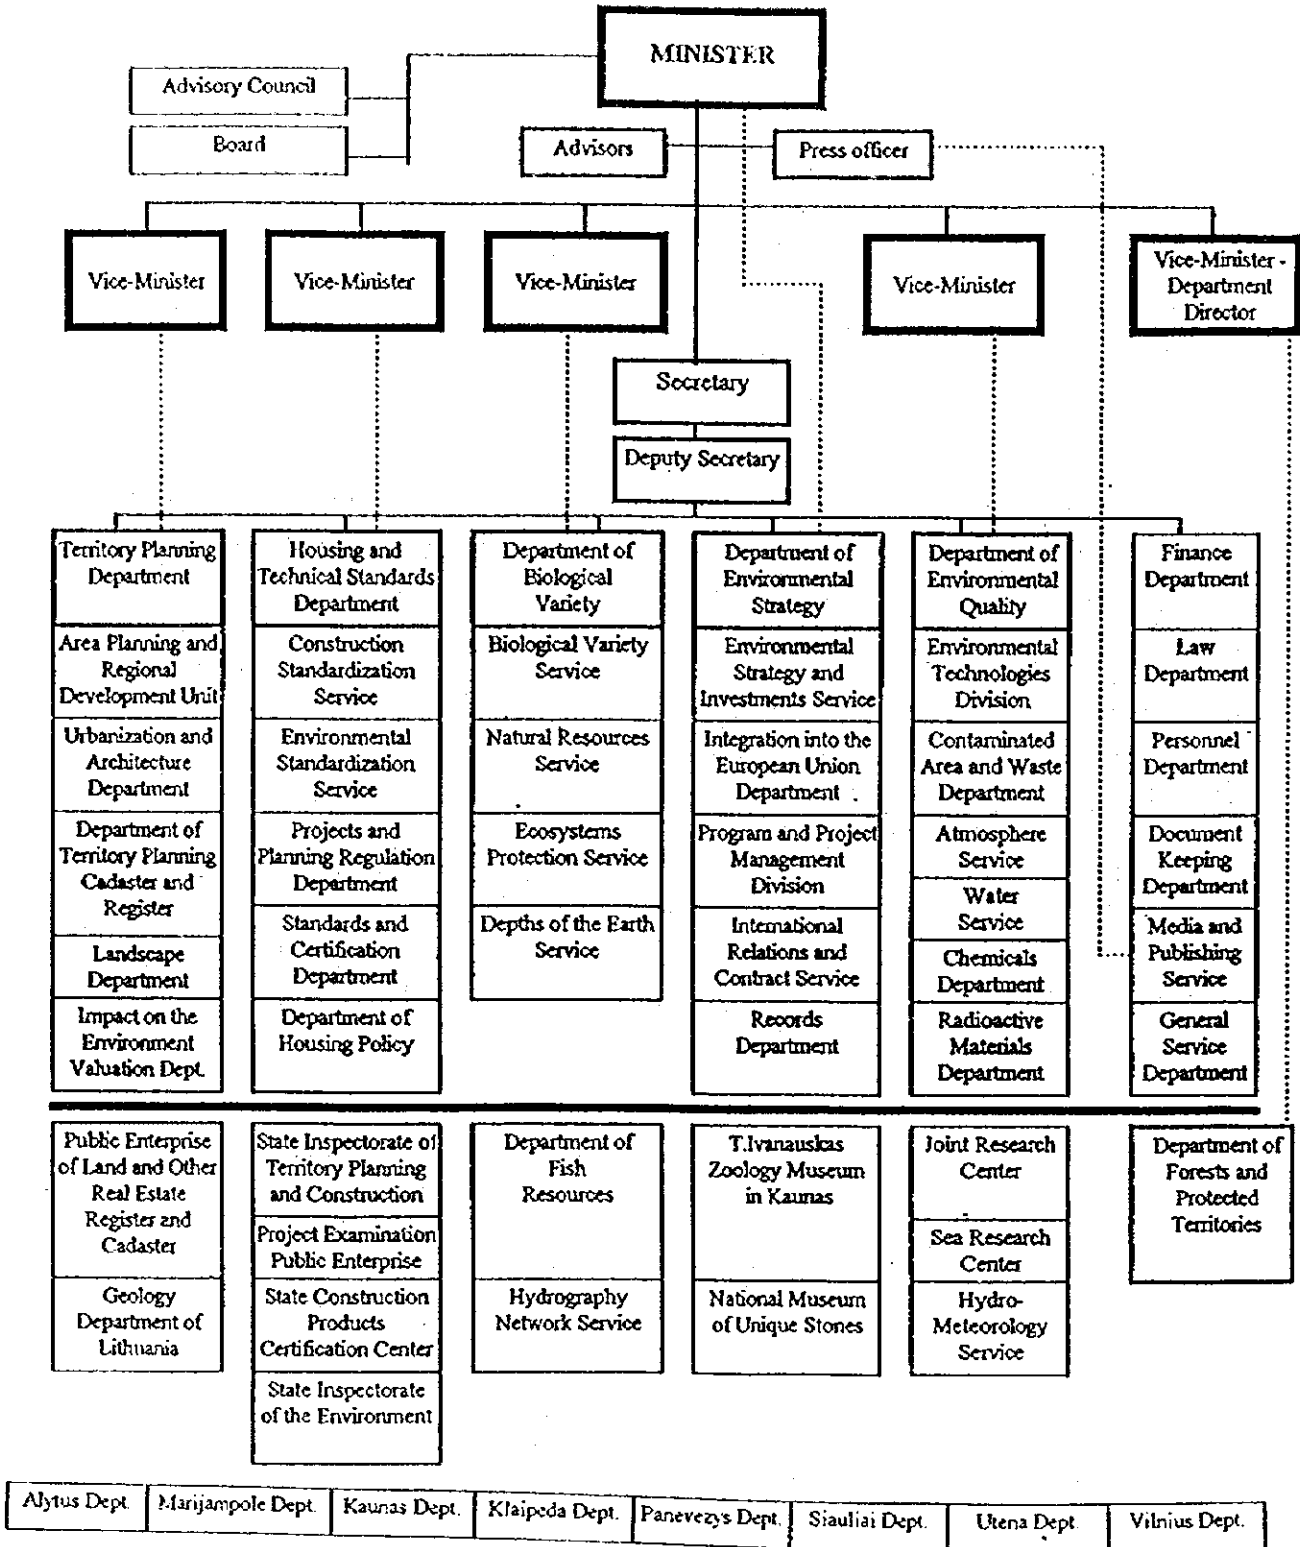 MINISTER
Advisory Council
Board
Advisors
Press officer
Vice-Minister
Vice-Minister
Vice-Minister
Vice-Minister
Vice-Minister -
Department
Director
Secretary
Deputy Secretary
Territory Planning
Department
Area Planning and
Regional
Development Unit
Urbanization and
Architecture
Department
Department of
Territory Planning
Cadaster and
Register
Landscape
Department
Impact on the
Environment
Valuation Dept.
Housing and
Technical Standards
Department
Construction
Standardization
Service
Environmental
Standardization
Service
Projects and
Planning Regulation
Department
Standards and
Certification
Department
Department of
Housing Policy
Department of
Biological
Variety
Biological Variety
Service
Natural Resources
Service
Ecosystems
Protection Service
Depths of the Earth
Service
Department of
Environmental
Strategy
Environmental
Strategy and
Investments Service
Integration into the
European Union
Department
Program and Project
Management
Division
International
Relations and
Contract Service
Records
Department
Department of
Environmental
Quality
Environmental
Technologies
Division
Contaminated
Area and Waste
Department
Atmosphere
Service
Water
Service
Chemicals
Department
Radioactive
Materials
Department
Finance
Department
Law
Department
Personnel
Department
Document
Keeping
Department
Media and
Publishing
Service
General
Service
Department
Public Enterprise
of Land and Other
Real Estate
Register and
Cadaster
Geology
Department of
Lithuania
State Inspectorate of
Territory Planning
and Construction
Project Examination
Public Enterprise
State Construction
Products
Certification Center
State Inspectorate
of the Environment
Department of
Fish
Resources
Hydrography
Network Service
T.Ivanauskas
Zoology Museum
in Kaunas
National Museum
of Unique Stones
Joint Research
Center
Sea Research
Center
Hydro-
Meteorology
Service
Department of
Forests and
Protected
Territories
Alytus Dept.
Marijampole Dept.
Kaunas Dept.
Klaipeda Dept.
Panevezys Dept.
Siauliai Dept.
Utena Dept.
Vilnius Dept.